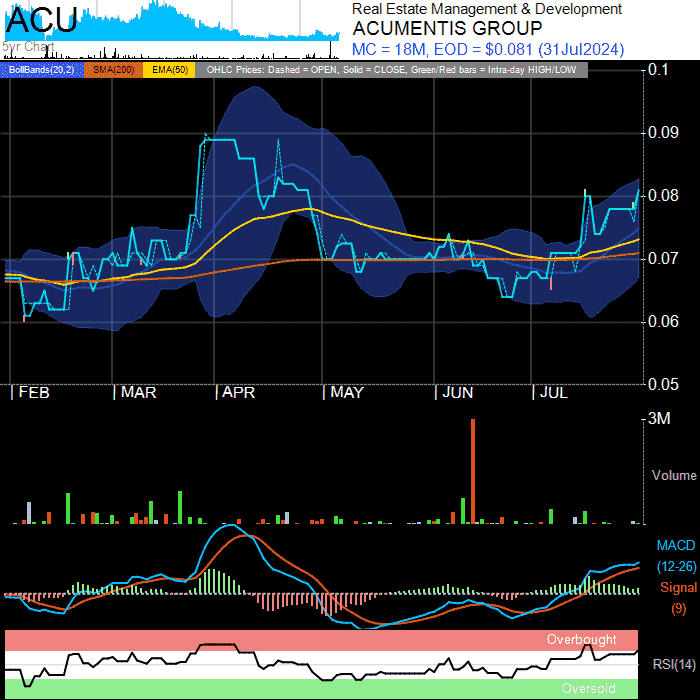 ACU
5yr Chart
Real Estate Management & Development
ACUMENTIS GROUP
MC = 18M, EOD = $0.081 (31Jul2024)
BollBands(20,2) SMA(200) EMA(50) OHLC Prices: Dashed = OPEN, Solid = CLOSE, Green/Red bars = Intra-day HIGH/LOW
0.1
0.09
0.08
0.07
0.06
0.05
FEB MAR APR MAY JUN JUL
3M
Volume
MACD
(12-26)
Signal
(9)
Overbought
RSI(14)
Oversold